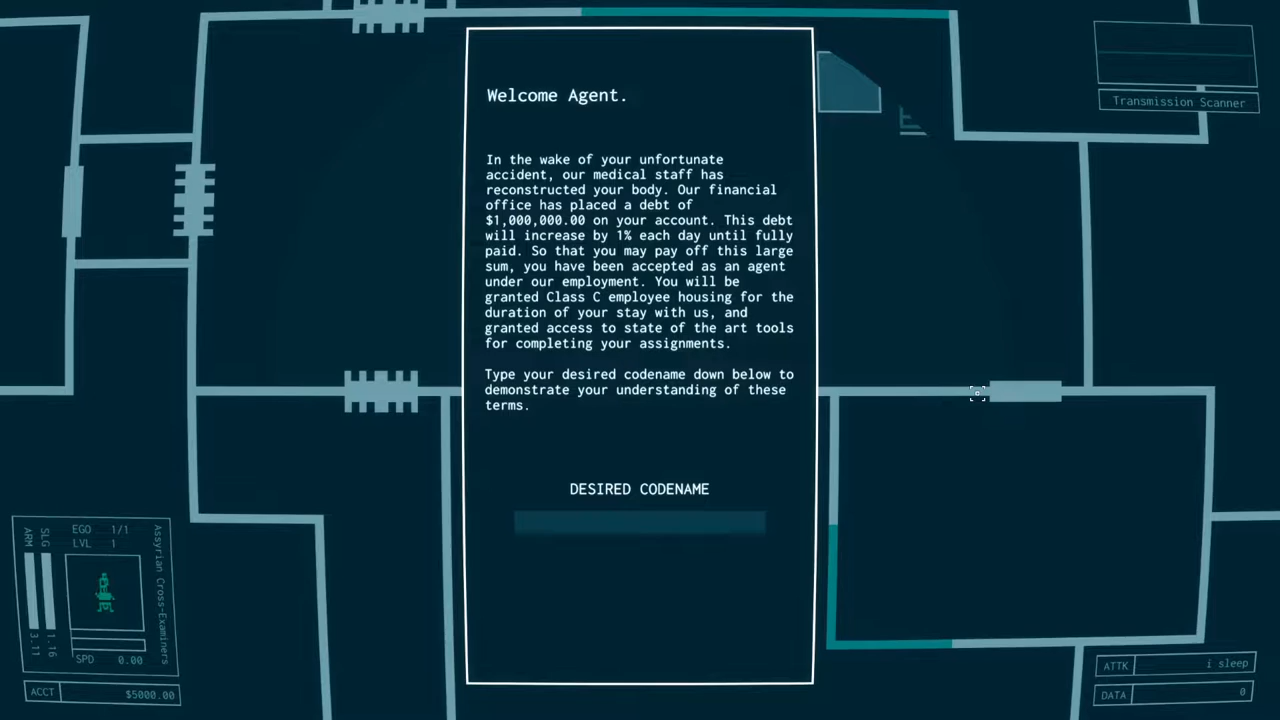 Welcome Agent.
In the wake of your unfortunate
accident, our medical staff has
reconstructed your body. Our financial
office has placed a debt of
$1,000,000.00 on your account. This debt
will increase by 1% each day until fully
paid. So that you may pay off this large
sum, you have been accepted as an agent
under our employment. You will be
granted Class C employee housing for the
duration of your stay with us, and
granted access to state of the art tools
for completing your assignments.
Type your desired codename down below to
demonstrate your understanding of these
terms.
DESIRED CODENAME
Transmission Scanner
ARM
SLG
EGO 1/1
LVL 1
Assyrian Cross-Examiners
3.11
1.16
SPD 0.00
ACCT $5000.00
ATTK i sleep
DATA 0